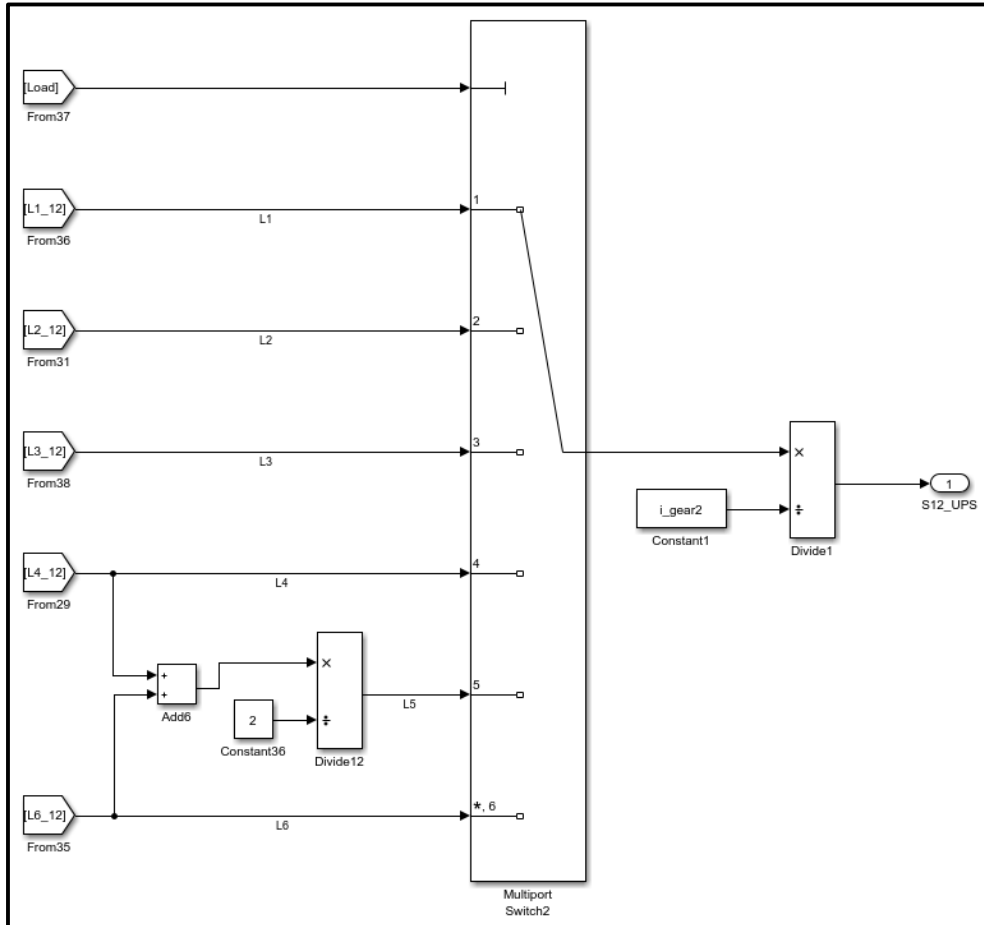 [Load]
From37
[L1_12]
From36
L1
1
[L2_12]
From31
L2
2
[L3_12]
From38
L3
3
[L4_12]
From29
L4
4
Add6
2
Constant36
×
÷
Divide12
L5
5
[L6_12]
From35
L6
*, 6
Multiport
Switch2
i_gear2
Constant1
×
÷
Divide1
1
S12_UPS
+
+